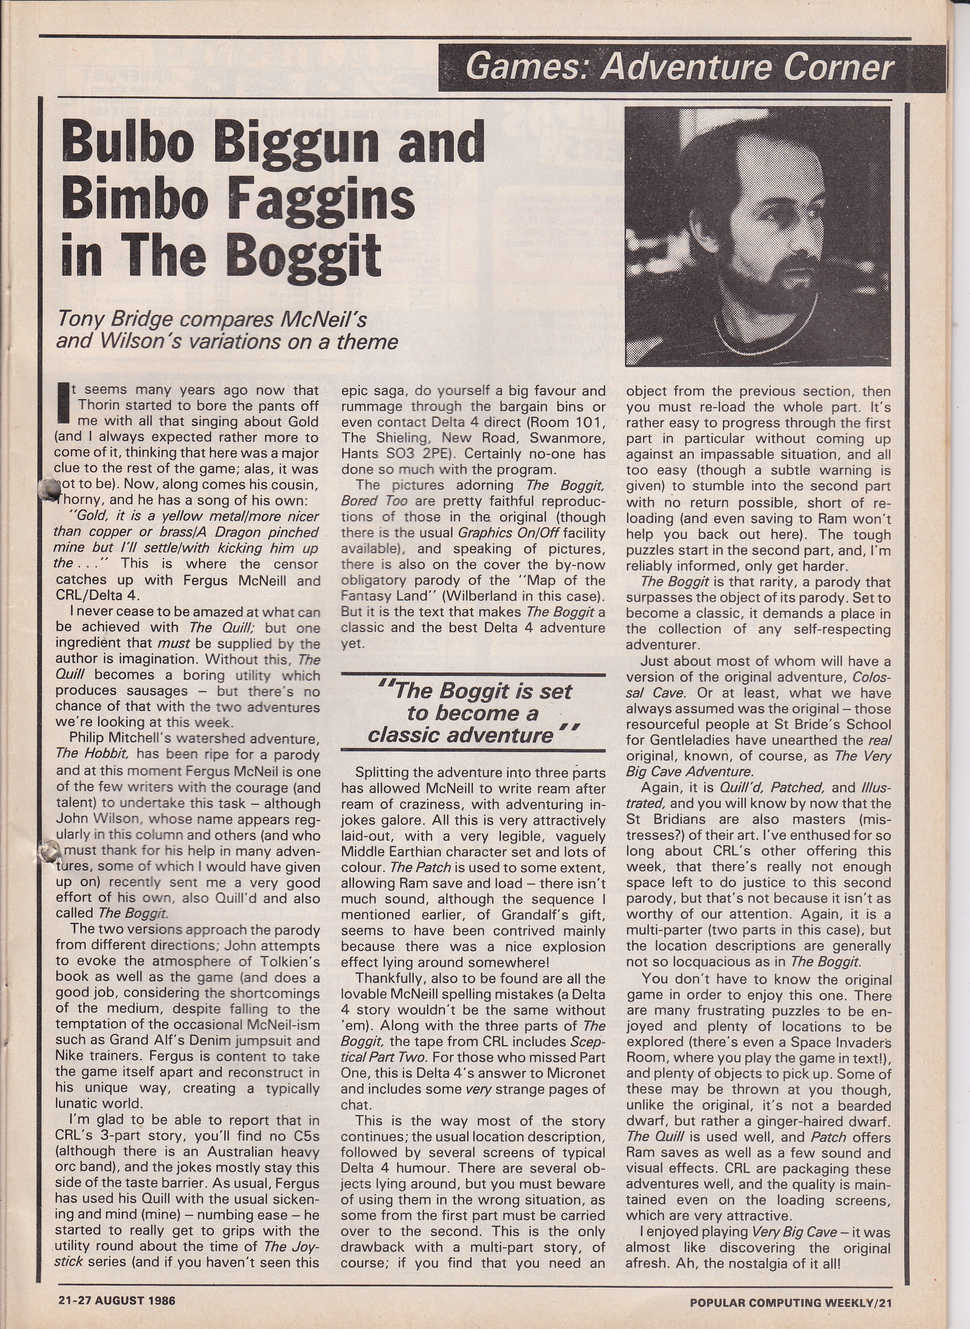 Games: Adventure Corner
Bulbo Biggun and
Bimbo Faggins
in The Boggit
Tony Bridge compares McNeil's
and Wilson's variations on a theme
It seems many years ago now that
Thorin started to bore the pants off
me with all that singing about Gold
(and I always expected rather more to
come of it, thinking that here was a major
clue to the rest of the game; alas, it was
not to be). Now, along comes his cousin,
Thorny, and he has a song of his own:
"Gold, it is a yellow metal/more nicer
than copper or brass/A Dragon pinched
mine but I'll settle/with kicking him up
the . . ." This is where the censor
catches up with Fergus McNeill and
CRL/Delta 4.
I never cease to be amazed at what can
be achieved with The Quill; but one
ingredient that must be supplied by the
author is imagination. Without this, The
Quill becomes a boring utility which
produces sausages – but there's no
chance of that with the two adventures
we're looking at this week.
Philip Mitchell's watershed adventure,
The Hobbit, has been ripe for a parody
and at this moment Fergus McNeil is one
of the few writers with the courage (and
talent) to undertake this task – although
John Wilson, whose name appears reg-
ularly in this column and others (and who
I must thank for his help in many adven-
tures, some of which I would have given
up on) recently sent me a very good
effort of his own, also Quill'd and also
called The Boggit.
The two versions approach the parody
from different directions; John attempts
to evoke the atmosphere of Tolkien's
book as well as the game (and does a
good job, considering the shortcomings
of the medium, despite falling to the
temptation of the occasional McNeil-ism
such as Grand Alf's Denim jumpsuit and
Nike trainers. Fergus is content to take
the game itself apart and reconstruct in
his unique way, creating a typically
lunatic world.
I'm glad to be able to report that in
CRL's 3-part story, you'll find no C5s
(although there is an Australian heavy
orc band), and the jokes mostly stay this
side of the taste barrier. As usual, Fergus
has used his Quill with the usual sicken-
ing and mind (mine) – numbing ease – he
started to really get to grips with the
utility round about the time of The Joy-
stick series (and if you haven't seen this
epic saga, do yourself a big favour and
rummage through the bargain bins or
even contact Delta 4 direct (Room 101,
The Shieling, New Road, Swanmore,
Hants SO3 2PE). Certainly no-one has
done so much with the program.
The pictures adorning The Boggit,
Bored Too are pretty faithful reproduc-
tions of those in the original (though
there is the usual Graphics On/Off facility
available), and speaking of pictures,
there is also on the cover the by-now
obligatory parody of the "Map of the
Fantasy Land" (Wilberland in this case).
But it is the text that makes The Boggit a
classic and the best Delta 4 adventure
yet.
"The Boggit is set
to become a
classic adventure"
Splitting the adventure into three parts
has allowed McNeill to write ream after
ream of craziness, with adventuring in-
jokes galore. All this is very attractively
laid-out, with a very legible, vaguely
Middle Earthian character set and lots of
colour. The Patch is used to some extent,
allowing Ram save and load – there isn't
much sound, although the sequence I
mentioned earlier, of Grandalf's gift,
seems to have been contrived mainly
because there was a nice explosion
effect lying around somewhere!
Thankfully, also to be found are all the
lovable McNeill spelling mistakes (a Delta
4 story wouldn't be the same without
'em). Along with the three parts of The
Boggit, the tape from CRL includes Scep-
tical Part Two. For those who missed Part
One, this is Delta 4's answer to Micronet
and includes some very strange pages of
chat.
This is the way most of the story
continues; the usual location description,
followed by several screens of typical
Delta 4 humour. There are several ob-
jects lying around, but you must beware
of using them in the wrong situation, as
some from the first part must be carried
over to the second. This is the only
drawback with a multi-part story, of
course; if you find that you need an
object from the previous section, then
you must re-load the whole part. It's
rather easy to progress through the first
part in particular without coming up
against an impassable situation, and all
too easy (though a subtle warning is
given) to stumble into the second part
with no return possible, short of re-
loading (and even saving to Ram won't
help you back out here). The tough
puzzles start in the second part, and, I'm
reliably informed, only get harder.
The Boggit is that rarity, a parody that
surpasses the object of its parody. Set to
become a classic, it demands a place in
the collection of any self-respecting
adventurer.
Just about most of whom will have a
version of the original adventure, Colos-
sal Cave. Or at least, what we have
always assumed was the original – those
resourceful people at St Bride's School
for Gentleladies have unearthed the real
original, known, of course, as The Very
Big Cave Adventure.
Again, it is Quill'd, Patched, and Illus-
trated, and you will know by now that the
St Bridians are also masters (mis-
tresses?) of their art. I've enthused for so
long about CRL's other offering this
week, that there's really not enough
space left to do justice to this second
parody, but that's not because it isn't as
worthy of our attention. Again, it is a
multi-parter (two parts in this case), but
the location descriptions are generally
not so locquacious as in The Boggit.
You don't have to know the original
game in order to enjoy this one. There
are many frustrating puzzles to be en-
joyed and plenty of locations to be
explored (there's even a Space Invaders
Room, where you play the game in text!),
and plenty of objects to pick up. Some of
these may be thrown at you though,
unlike the original, it's not a bearded
dwarf, but rather a ginger-haired dwarf.
The Quill is used well, and Patch offers
Ram saves as well as a few sound and
visual effects. CRL are packaging these
adventures well, and the quality is main-
tained even on the loading screens,
which are very attractive.
I enjoyed playing Very Big Cave – it was
almost like discovering the original
afresh. Ah, the nostalgia of it all!
21-27 AUGUST 1986
POPULAR COMPUTING WEEKLY/21